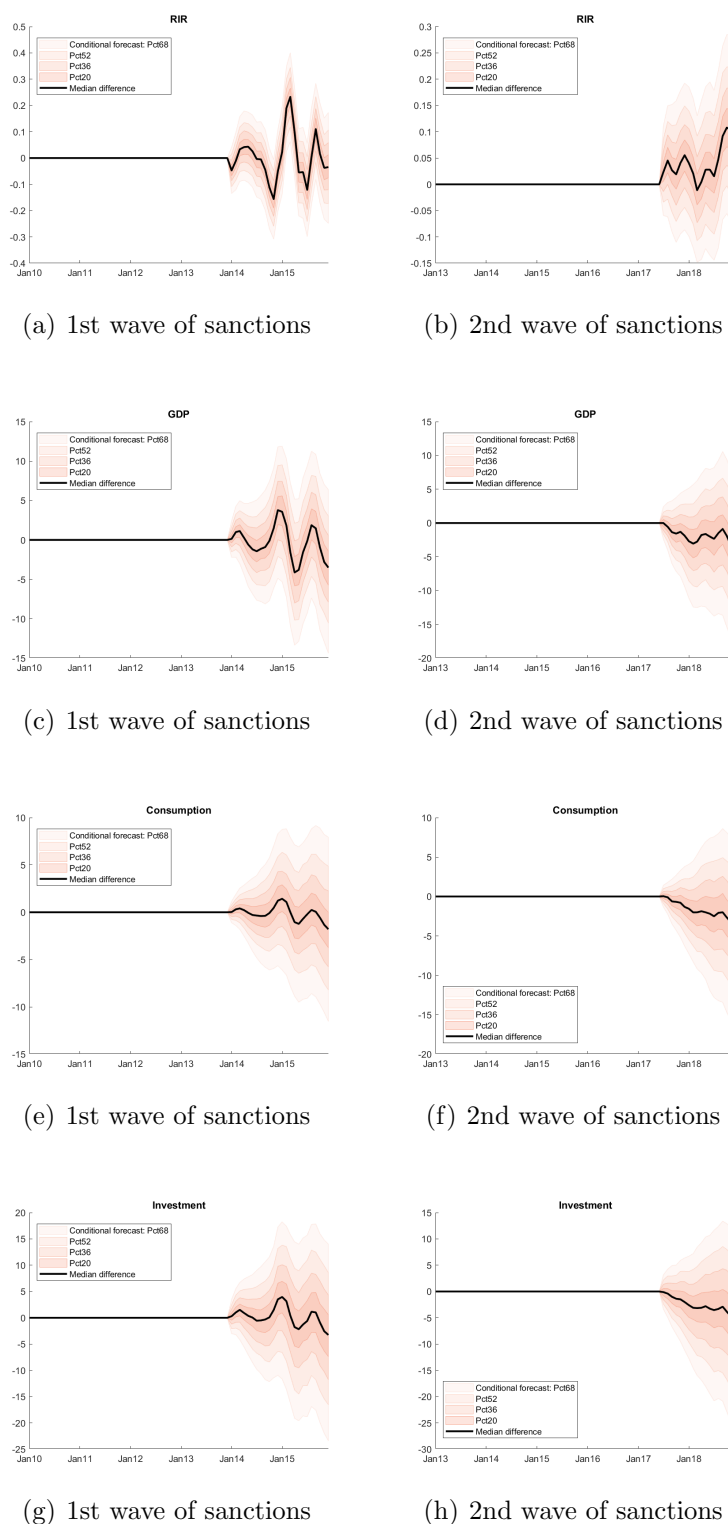 RIR
0.5
0.4
0.3
0.2
0.1
0
-0.1
-0.2
-0.3
-0.4
Conditional forecast: Pct68
Pct52
Pct36
Pct20
Median difference
Jan10 Jan11 Jan12 Jan13 Jan14 Jan15
(a) 1st wave of sanctions
RIR
0.3
0.25
0.2
0.15
0.1
0.05
0
-0.05
-0.1
-0.15
Conditional forecast: Pct68
Pct52
Pct36
Pct20
Median difference
Jan13 Jan14 Jan15 Jan16 Jan17 Jan18
(b) 2nd wave of sanctions
GDP
15
10
5
0
-5
-10
-15
Conditional forecast: Pct68
Pct52
Pct36
Pct20
Median difference
Jan10 Jan11 Jan12 Jan13 Jan14 Jan15
(c) 1st wave of sanctions
GDP
15
10
5
0
-5
-10
-15
-20
Conditional forecast: Pct68
Pct52
Pct36
Pct20
Median difference
Jan13 Jan14 Jan15 Jan16 Jan17 Jan18
(d) 2nd wave of sanctions
Consumption
10
5
0
-5
-10
-15
Conditional forecast: Pct68
Pct52
Pct36
Pct20
Median difference
Jan10 Jan11 Jan12 Jan13 Jan14 Jan15
(e) 1st wave of sanctions
Consumption
10
5
0
-5
-10
-15
-20
Conditional forecast: Pct68
Pct52
Pct36
Pct20
Median difference
Jan13 Jan14 Jan15 Jan16 Jan17 Jan18
(f) 2nd wave of sanctions
Investment
20
15
10
5
0
-5
-10
-15
-20
-25
Conditional forecast: Pct68
Pct52
Pct36
Pct20
Median difference
Jan10 Jan11 Jan12 Jan13 Jan14 Jan15
(g) 1st wave of sanctions
Investment
15
10
5
0
-5
-10
-15
-20
-25
-30
Conditional forecast: Pct68
Pct52
Pct36
Pct20
Median difference
Jan13 Jan14 Jan15 Jan16 Jan17 Jan18
(h) 2nd wave of sanctions